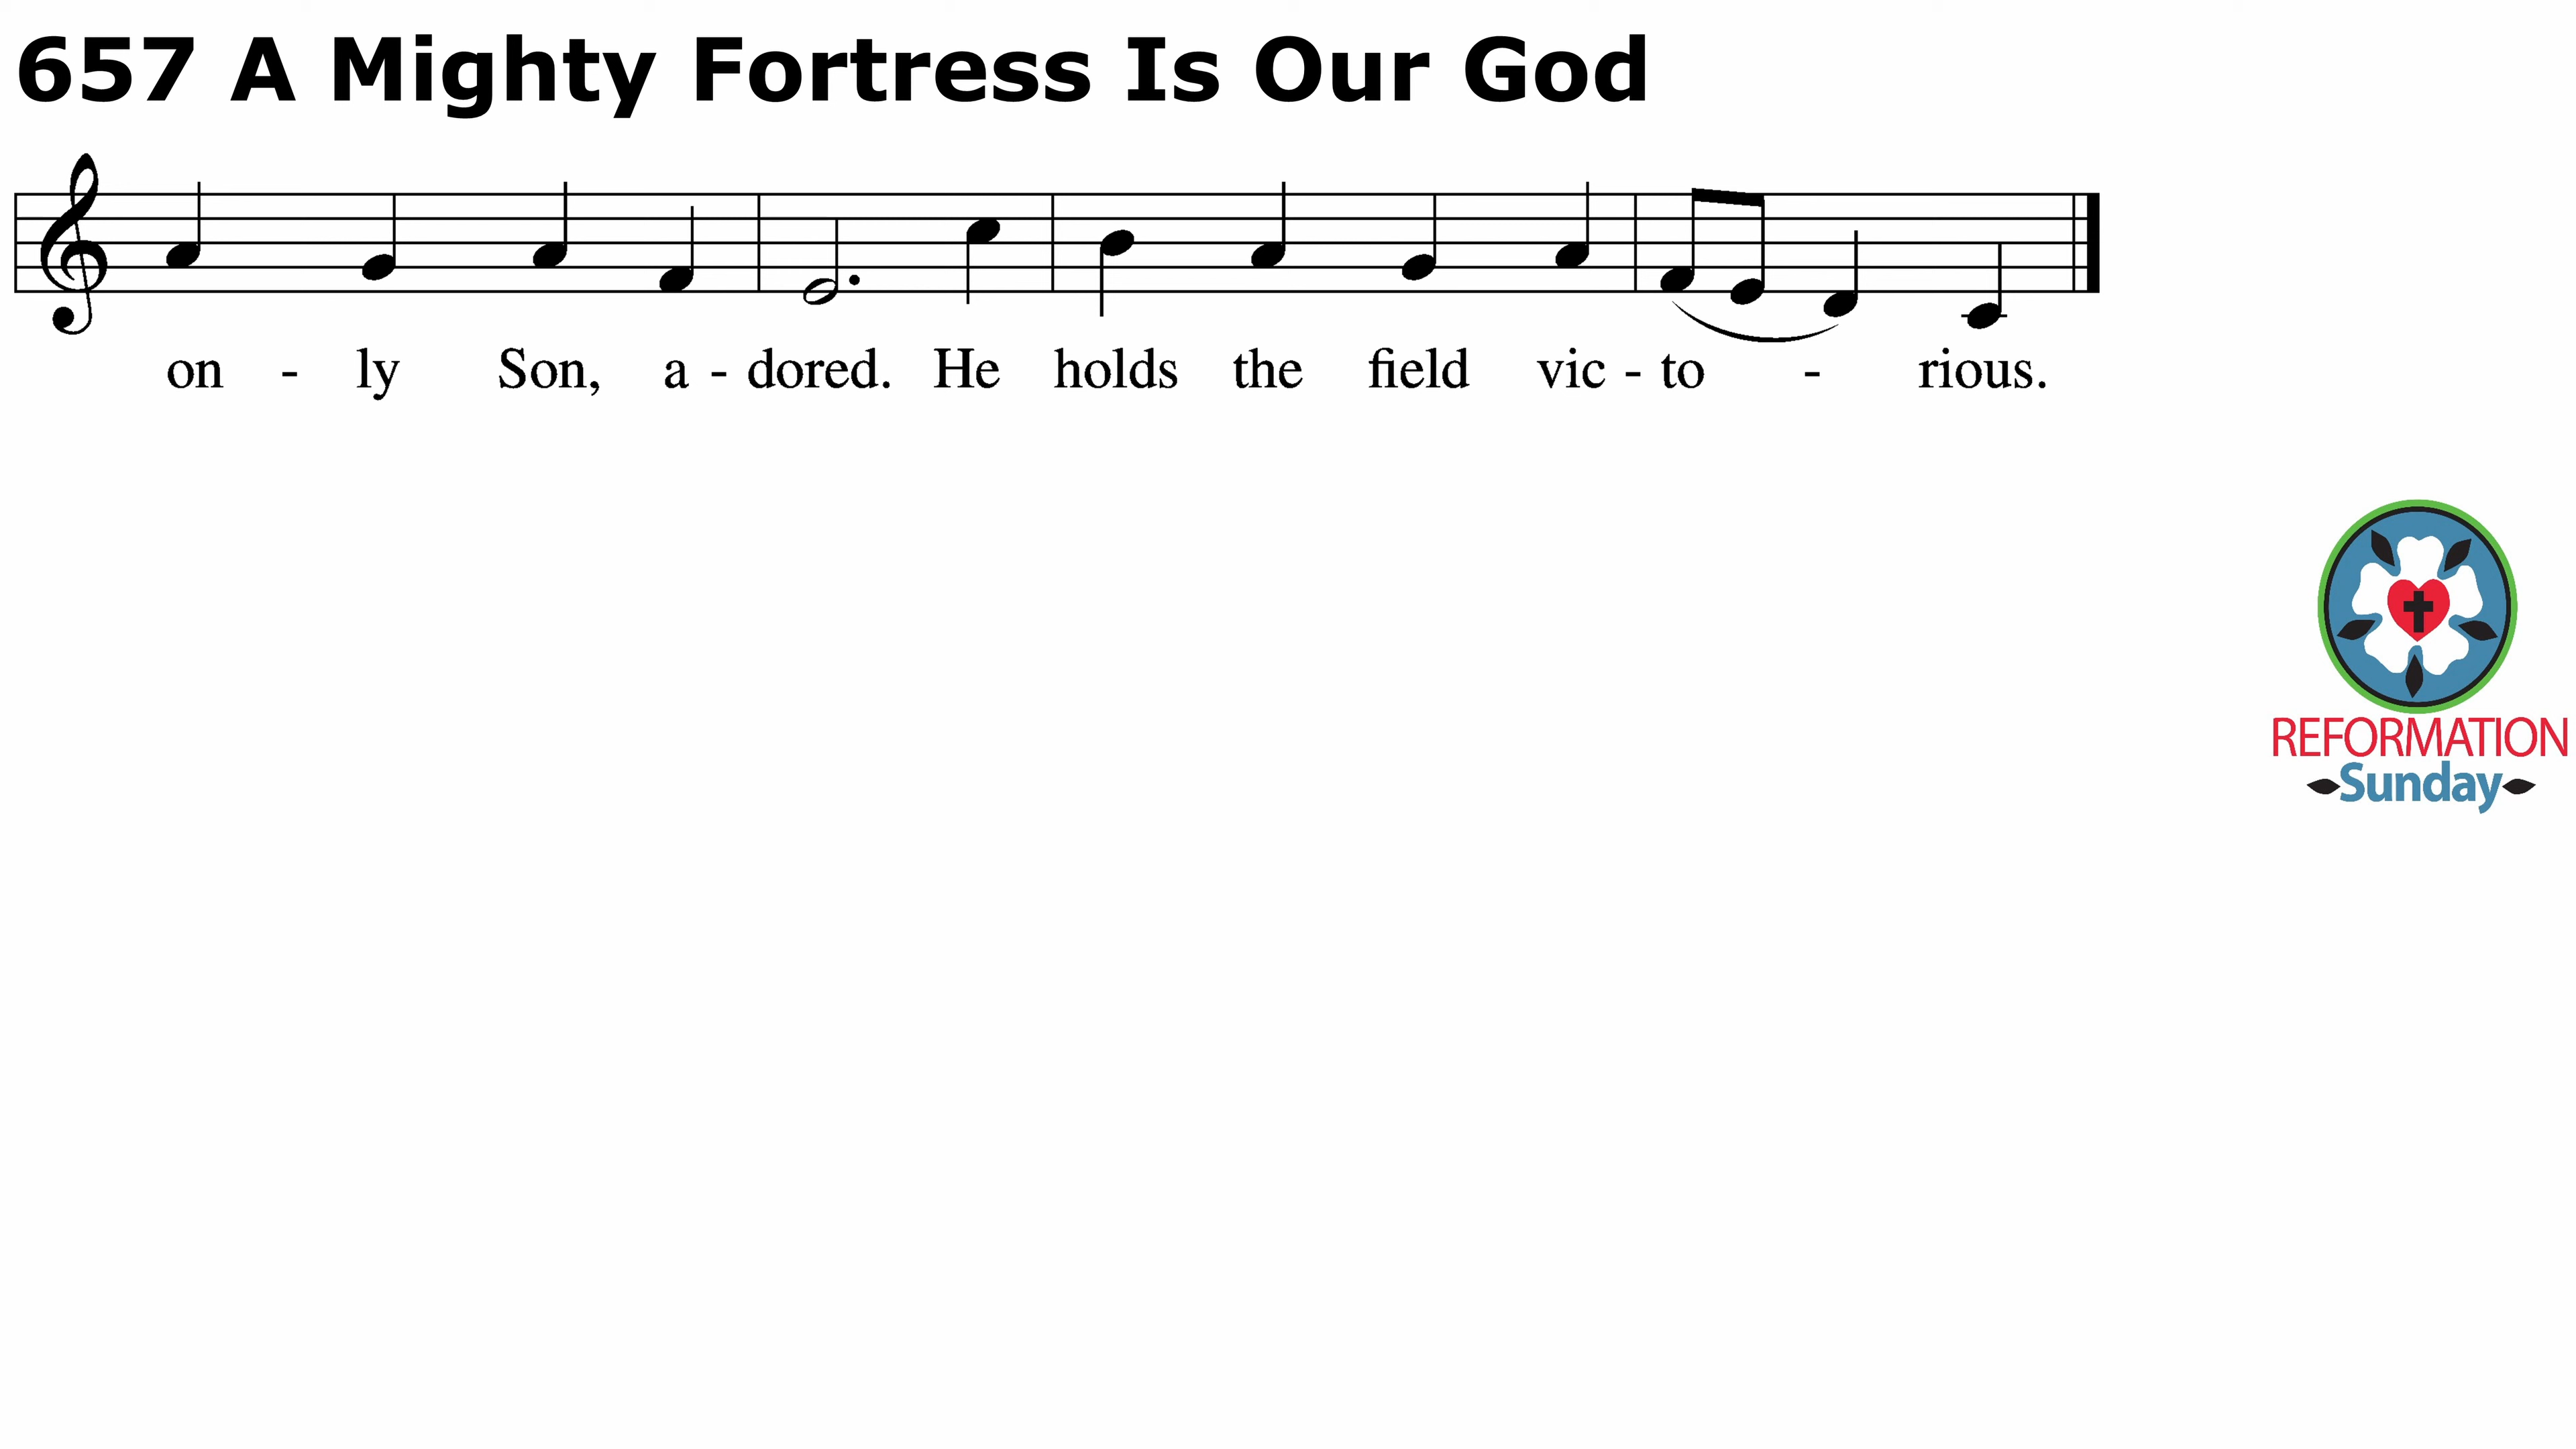 657 A Mighty Fortress Is Our God
on - ly Son, a - dored. He holds the field vic - to - rious.
REFORMATION
Sunday